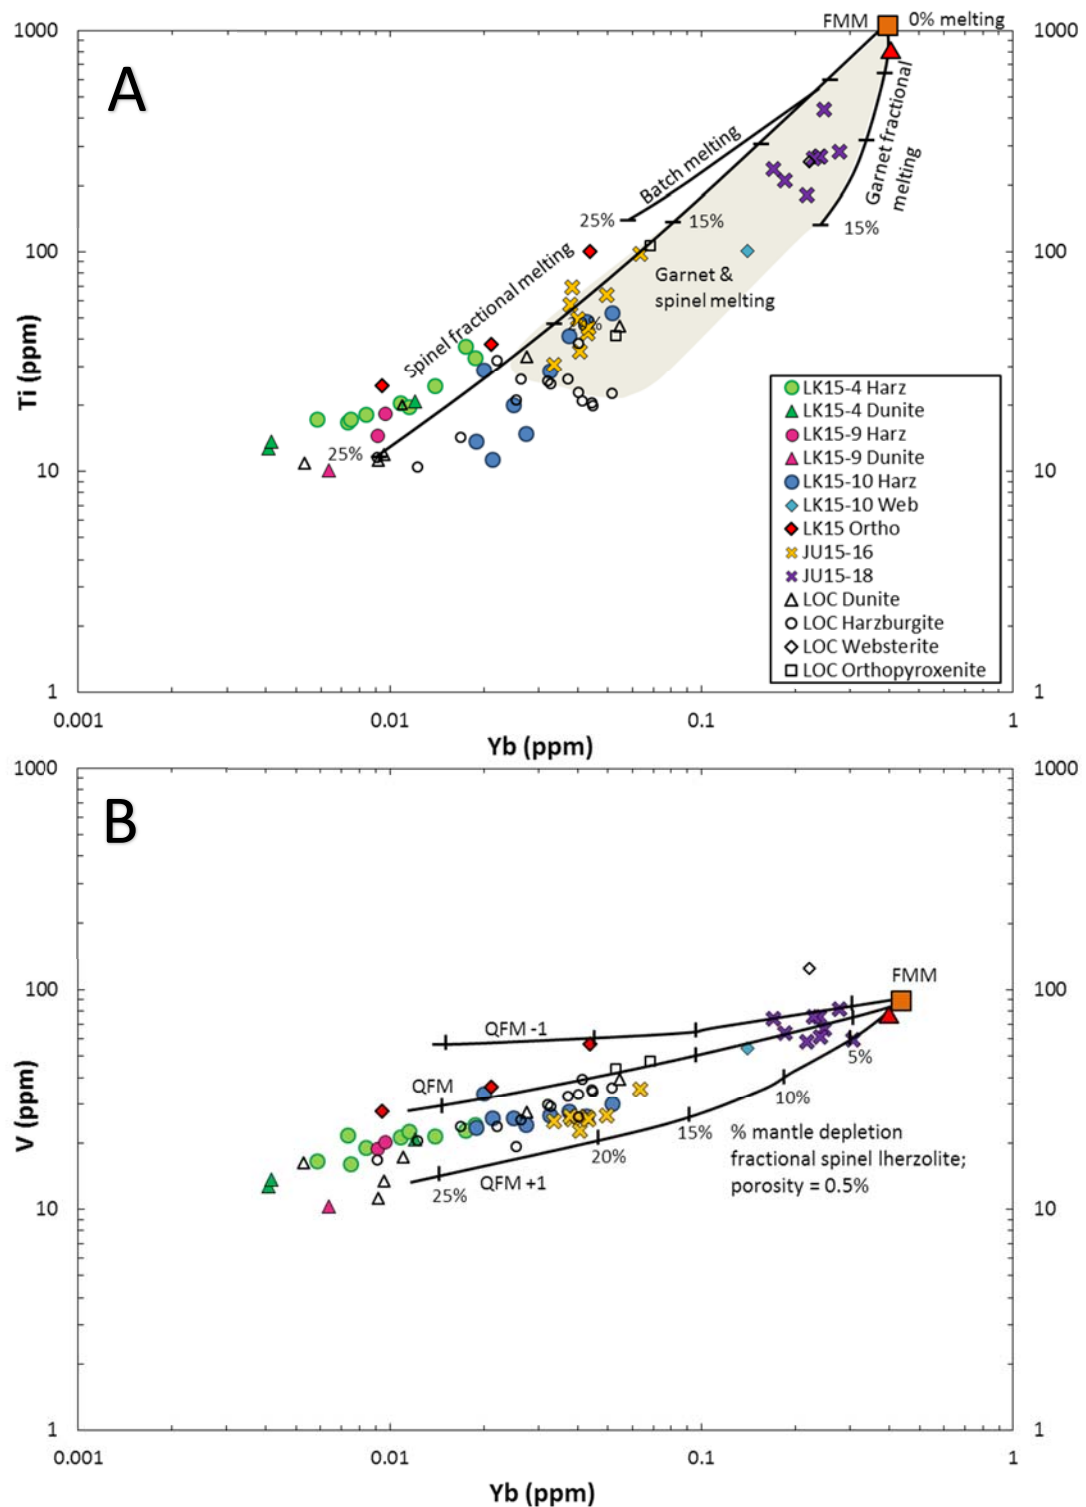 A
FMM
0% melting
1000
1000
Batch melting
Garnet fractional
melting
25%
15%
15%
100
100
Spinel fractional melting
Garnet &
spinel melting
Ti (ppm)
25%
10
10
LK15-4 Harz
LK15-4 Dunite
LK15-9 Harz
LK15-9 Dunite
LK15-10 Harz
LK15-10 Web
LK15 Ortho
JU15-16
JU15-18
LOC Dunite
LOC Harzburgite
LOC Websterite
LOC Orthopyroxenite
1
1
0.001
0.01
0.1
1
Yb (ppm)
B
1000
1000
100
100
FMM
QFM -1
QFM
QFM +1
5%
10%
15%
20%
25%
% mantle depletion
fractional spinel lherzolite;
porosity = 0.5%
V (ppm)
10
10
1
1
0.001
0.01
0.1
1
Yb (ppm)